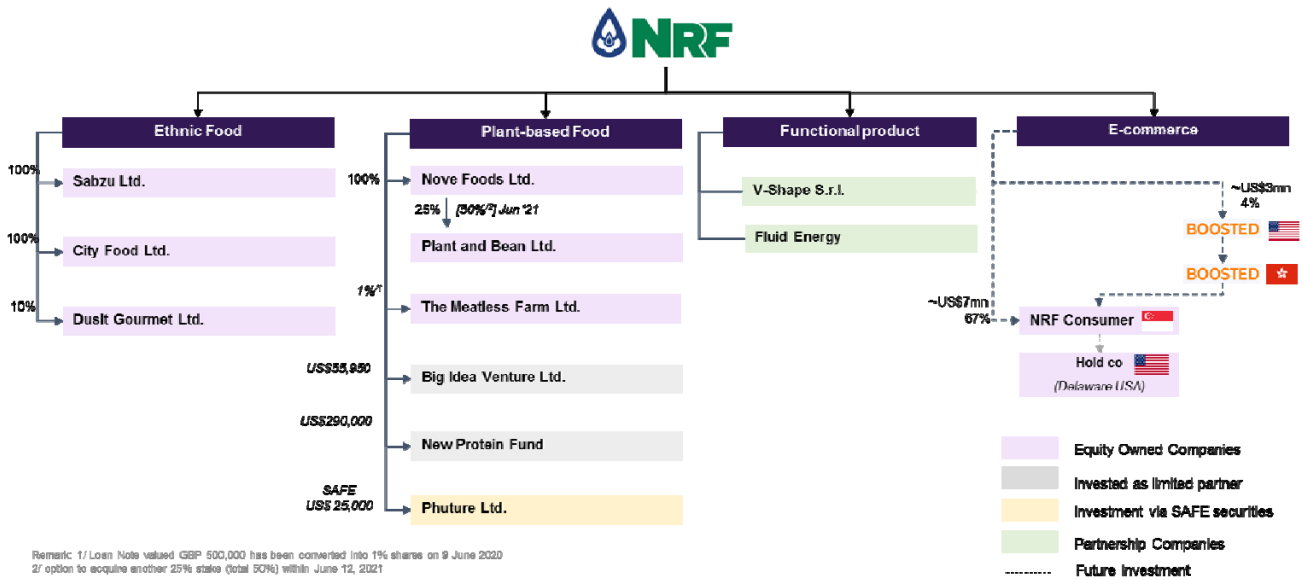 NRF
Ethnic Food
Plant-based Food
Functional product
E-commerce
100%
Sabzu Ltd.
100%
City Food Ltd.
10%
Dusit Gourmet Ltd.
100%
Nove Foods Ltd.
25% [50%/2] Jun '21
Plant and Bean Ltd.
1%/1
The Meatless Farm Ltd.
US$55,950
Big Idea Venture Ltd.
US$290,000
New Protein Fund
SAFE
US$ 25,000
Phuture Ltd.
V-Shape S.r.l.
Fluid Energy
~US$3mn
4%
BOOSTED
BOOSTED
~US$7mn
67%
NRF Consumer
Hold co
(Delaware USA)
Equity Owned Companies
Invested as limited partner
Investment via SAFE securities
Partnership Companies
Future Investment
Remark: 1/ Loan Note valued GBP 500,000 has been converted into 1% shares on 9 June 2020
2/ option to acquire another 25% stake (total 50%) within June 12, 2021